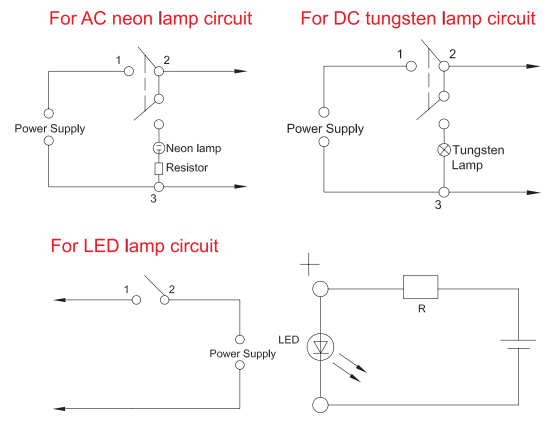 For AC neon lamp circuit
1 2
Power Supply
Neon lamp
Resistor
3
For DC tungsten lamp circuit
1 2
Power Supply
Tungsten
Lamp
3
For LED lamp circuit
1 2
Power Supply
+
LED
R